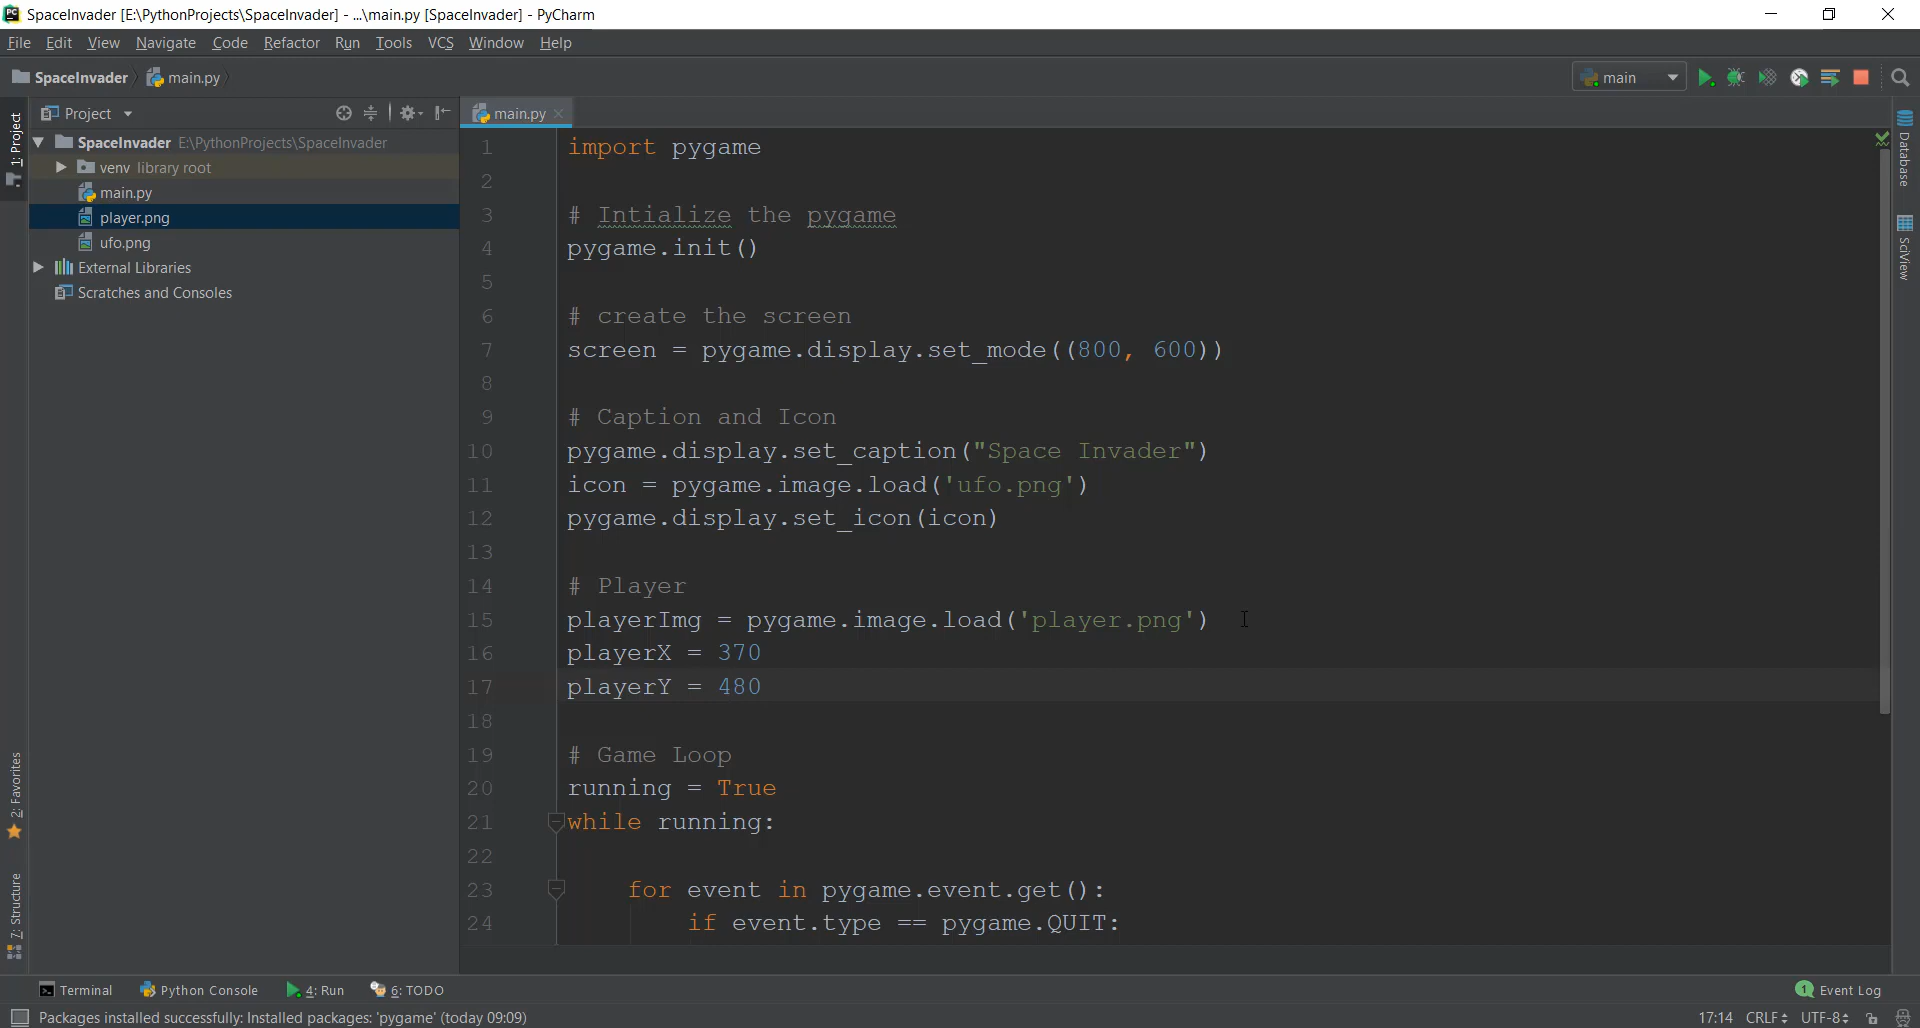 SpaceInvader [E:\PythonProjects\SpaceInvader] - ...\main.py [SpaceInvader] - PyCharm
File Edit View Navigate Code Refactor Run Tools VCS Window Help
SpaceInvader main.py main
1: Project
Project
SpaceInvader E:\PythonProjects\SpaceInvader
venv library root
main.py
player.png
ufo.png
External Libraries
Scratches and Consoles
2: Favorites
7: Structure
main.py
1 import pygame
2
3 # Intialize the pygame
4 pygame.init()
5
6 # create the screen
7 screen = pygame.display.set_mode((800, 600))
8
9 # Caption and Icon
10 pygame.display.set_caption("Space Invader")
11 icon = pygame.image.load('ufo.png')
12 pygame.display.set_icon(icon)
13
14 # Player
15 playerImg = pygame.image.load('player.png')
16 playerX = 370
17 playerY = 480
18
19 # Game Loop
20 running = True
21 while running:
22
23 for event in pygame.event.get():
24 if event.type == pygame.QUIT:
Database
SciView
Terminal Python Console 4: Run 6: TODO 1 Event Log
Packages installed successfully: Installed packages: 'pygame' (today 09:09) 17:14 CRLF UTF-8